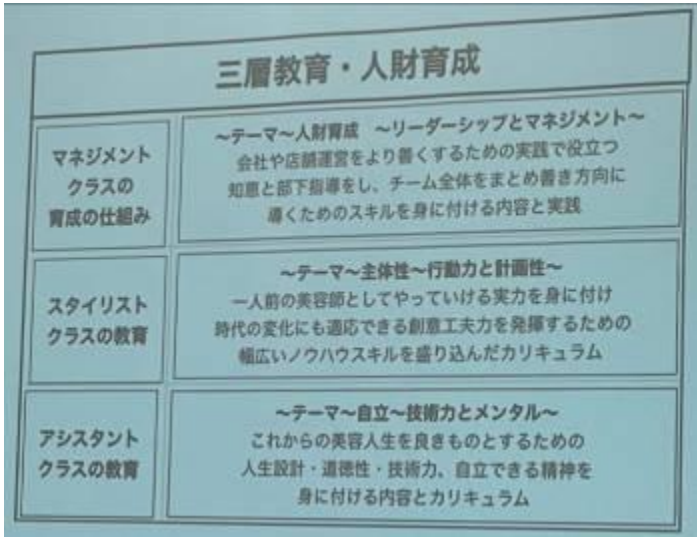 三層教育・人財育成
マネジメント
クラスの
育成の仕組み
～テーマ～人財育成　～リーダーシップとマネジメント～
会社や店舗運営をより善くするための実践で役立つ
知恵と部下指導をし、チーム全体をまとめ善き方向に
導くためのスキルを身に付ける内容と実践
スタイリスト
クラスの教育
～テーマ～主体性～行動力と計画性～
一人前の美容師としてやっていける実力を身に付け
時代の変化にも適応できる創意工夫力を発揮するための
幅広いノウハウスキルを盛り込んだカリキュラム
アシスタント
クラスの教育
～テーマ～自立～技術力とメンタル～
これからの美容人生を良きものとするための
人生設計・道徳性・技術力、自立できる精神を
身に付ける内容とカリキュラム